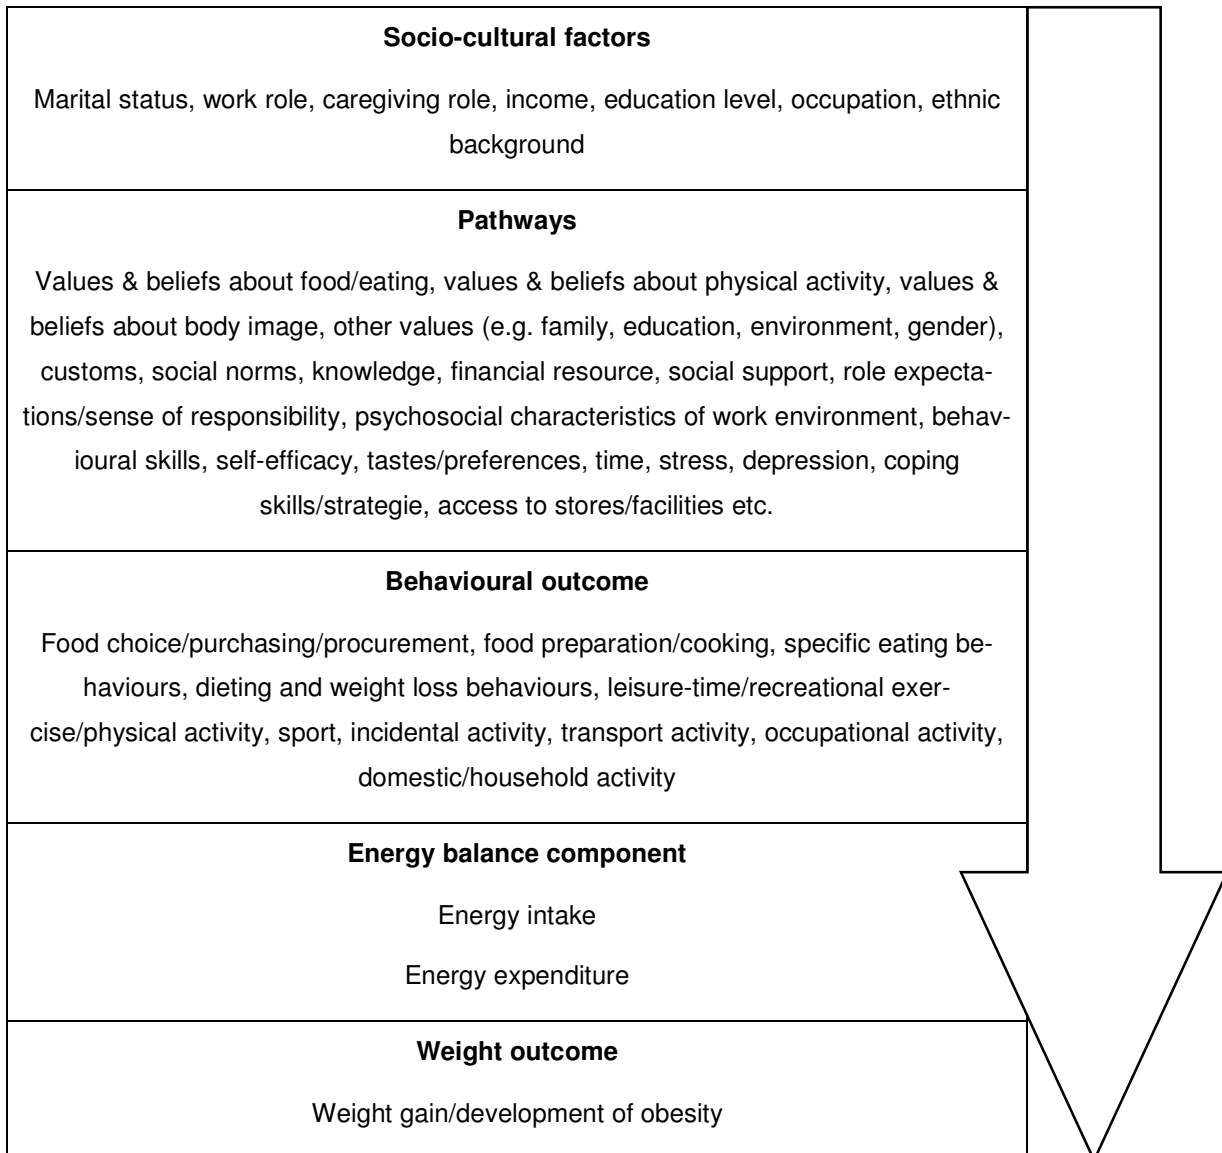 Socio-cultural factors
Marital status, work role, caregiving role, income, education level, occupation, ethnic
background
Pathways
Values & beliefs about food/eating, values & beliefs about physical activity, values &
beliefs about body image, other values (e.g. family, education, environment, gender),
customs, social norms, knowledge, financial resource, social support, role expecta-
tions/sense of responsibility, psychosocial characteristics of work environment, behav-
ioural skills, self-efficacy, tastes/preferences, time, stress, depression, coping
skills/strategie, access to stores/facilities etc.
Behavioural outcome
Food choice/purchasing/procurement, food preparation/cooking, specific eating be-
haviours, dieting and weight loss behaviours, leisure-time/recreational exer-
cise/physical activity, sport, incidental activity, transport activity, occupational activity,
domestic/household activity
Energy balance component
Energy intake
Energy expenditure
Weight outcome
Weight gain/development of obesity